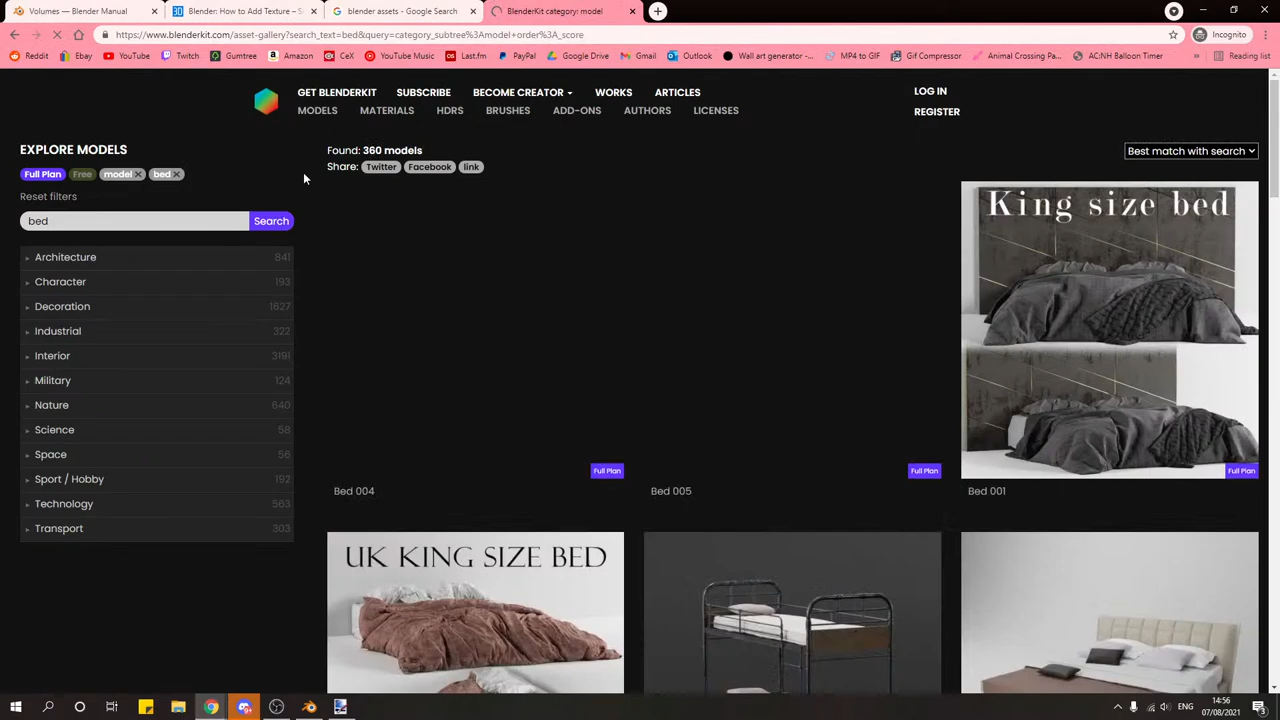 Volumes — Blender Manual
Blender: How to Add Texture – S
blender assets - Google Search
BlenderKit category: model
https://www.blenderkit.com/asset-gallery?search_text=bed&query=category_subtree%3Amodel+order%3A_score
Incognito
Reddit
Ebay
YouTube
Twitch
Gumtree
Amazon
CeX
YouTube Music
Last.fm
PayPal
Google Drive
Gmail
Outlook
Wall art generator -...
MP4 to GIF
Gif Compressor
Animal Crossing Pa...
AC:NH Balloon Timer
Reading list
GET BLENDERKIT
SUBSCRIBE
BECOME CREATOR
WORKS
ARTICLES
LOG IN
MODELS
MATERIALS
HDRS
BRUSHES
ADD-ONS
AUTHORS
LICENSES
REGISTER
EXPLORE MODELS
Full Plan
Free
model ×
bed ×
Reset filters
bed
Search
Architecture 841
Character 193
Decoration 1627
Industrial 322
Interior 3191
Military 124
Nature 640
Science 58
Space 56
Sport / Hobby 192
Technology 563
Transport 303
Found: 360 models
Share: Twitter Facebook link
Best match with search
King size bed
Full Plan
Full Plan
Full Plan
Bed 004
Bed 005
Bed 001
UK KING SIZE BED
ENG
14:56
07/08/2021
3